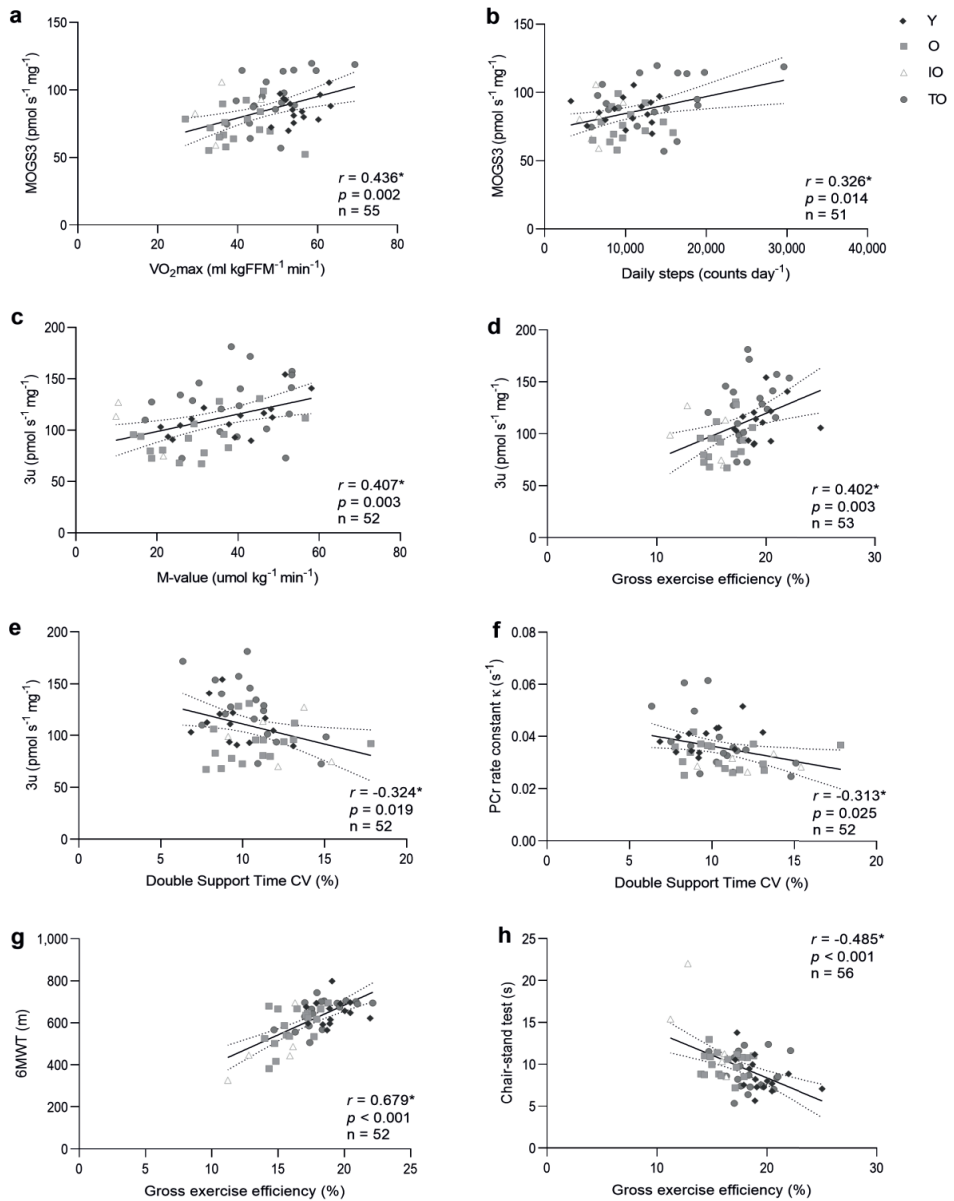 a
150
100
50
0
MOGS3 (pmol s⁻¹ mg⁻¹)
r = 0.436*
p = 0.002
n = 55
0 20 40 60 80
VO₂max (ml kgFFM⁻¹ min⁻¹)
b
150
100
50
0
MOGS3 (pmol s⁻¹ mg⁻¹)
r = 0.326*
p = 0.014
n = 51
0 10,000 20,000 30,000 40,000
Daily steps (counts day⁻¹)
Y
O
IO
TO
c
200
150
100
50
0
3u (pmol s⁻¹ mg⁻¹)
r = 0.407*
p = 0.003
n = 52
0 20 40 60 80
M-value (umol kg⁻¹ min⁻¹)
d
200
150
100
50
0
3u (pmol s⁻¹ mg⁻¹)
r = 0.402*
p = 0.003
n = 53
0 10 20 30
Gross exercise efficiency (%)
e
200
150
100
50
0
3u (pmol s⁻¹ mg⁻¹)
r = -0.324*
p = 0.019
n = 52
0 5 10 15 20
Double Support Time CV (%)
f
0.08
0.06
0.04
0.02
0.00
PCr rate constant κ (s⁻¹)
r = -0.313*
p = 0.025
n = 52
0 5 10 15 20
Double Support Time CV (%)
g
1,000
800
600
400
200
0
6MWT (m)
r = 0.679*
p < 0.001
n = 52
0 5 10 15 20 25
Gross exercise efficiency (%)
h
25
20
15
10
5
0
Chair-stand test (s)
r = -0.485*
p < 0.001
n = 56
0 10 20 30
Gross exercise efficiency (%)